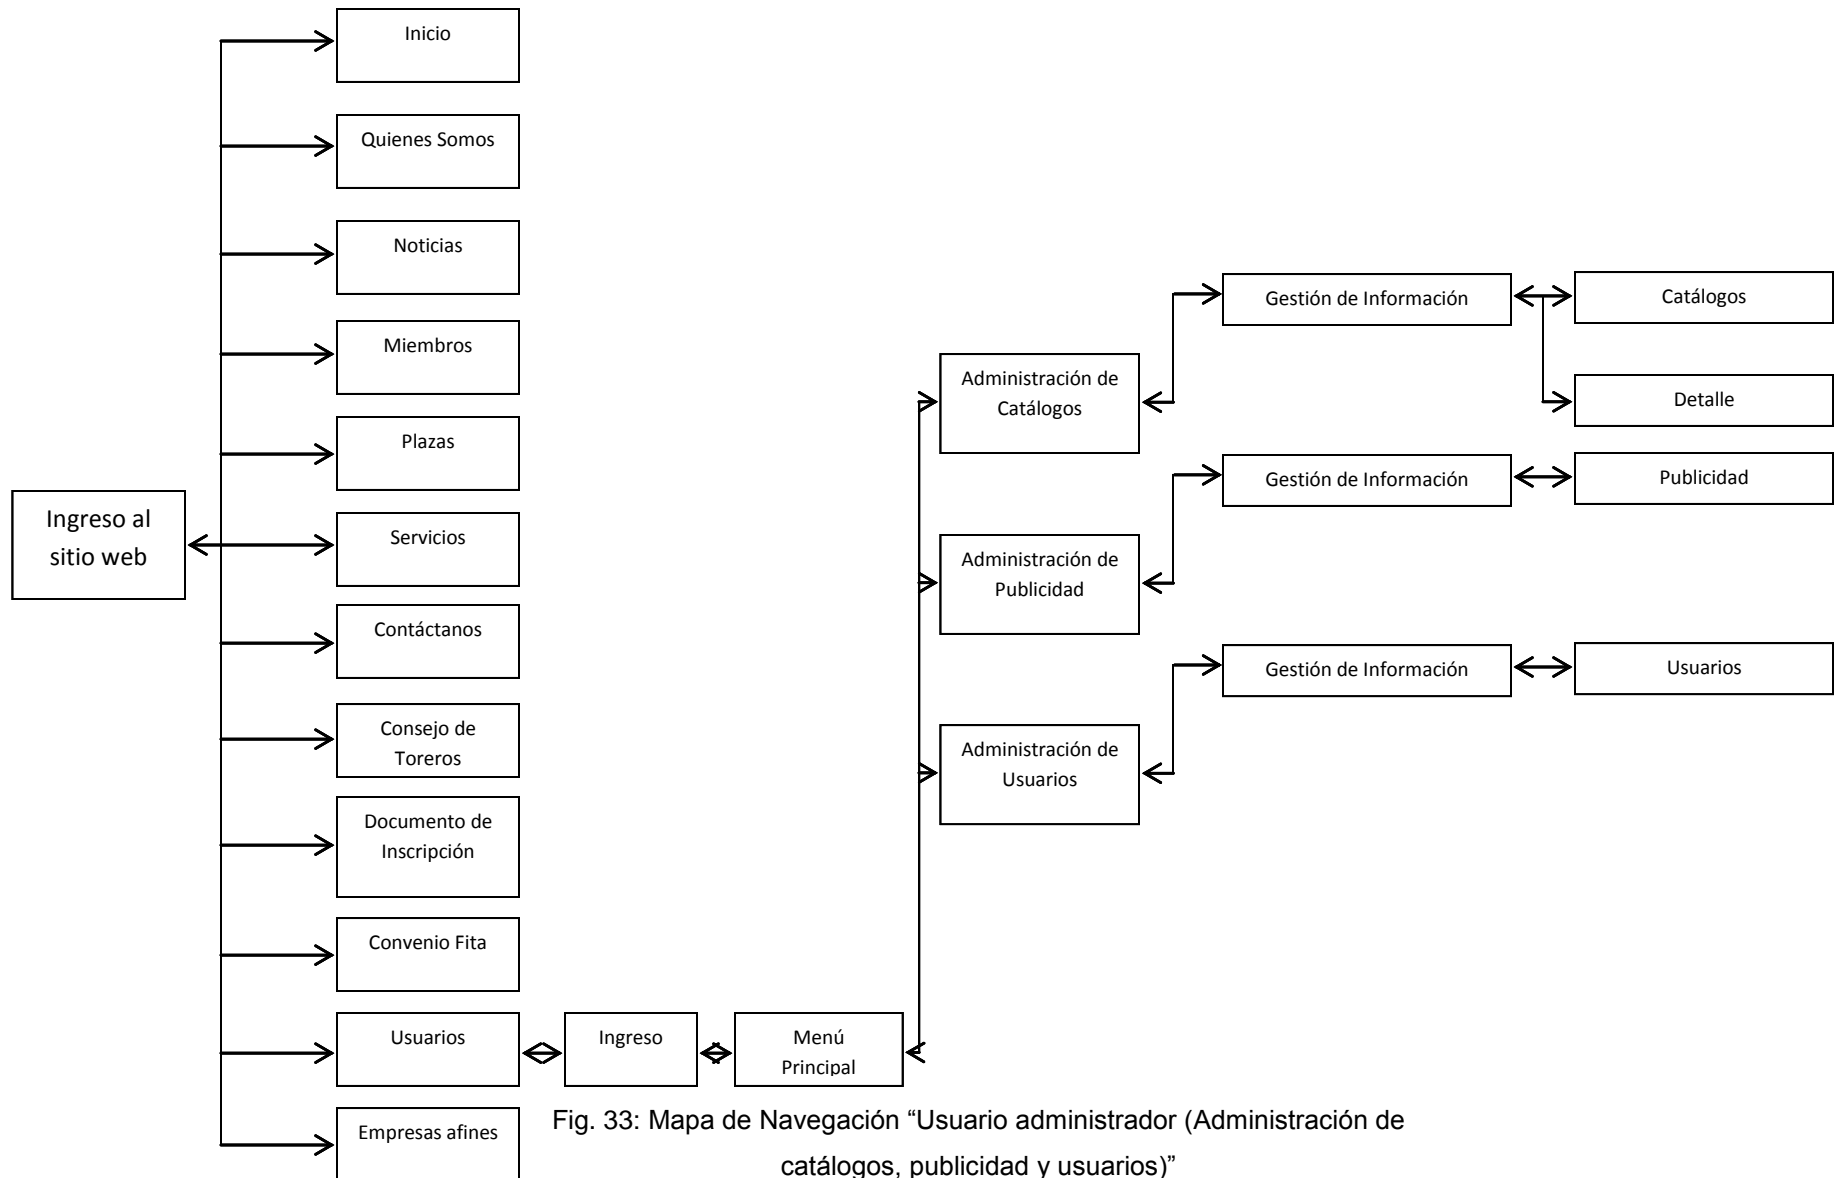 Inicio
Quienes Somos
Noticias
Miembros
Plazas
Ingreso al
sitio web
Servicios
Contáctanos
Consejo de
Toreros
Documento de
Inscripción
Convenio Fita
Usuarios
Empresas afines
Ingreso
Menú
Principal
Administración de
Catálogos
Gestión de Información
Catálogos
Detalle
Administración de
Publicidad
Gestión de Información
Publicidad
Administración de
Usuarios
Gestión de Información
Usuarios
Fig. 33: Mapa de Navegación “Usuario administrador (Administración de
catálogos, publicidad y usuarios)”